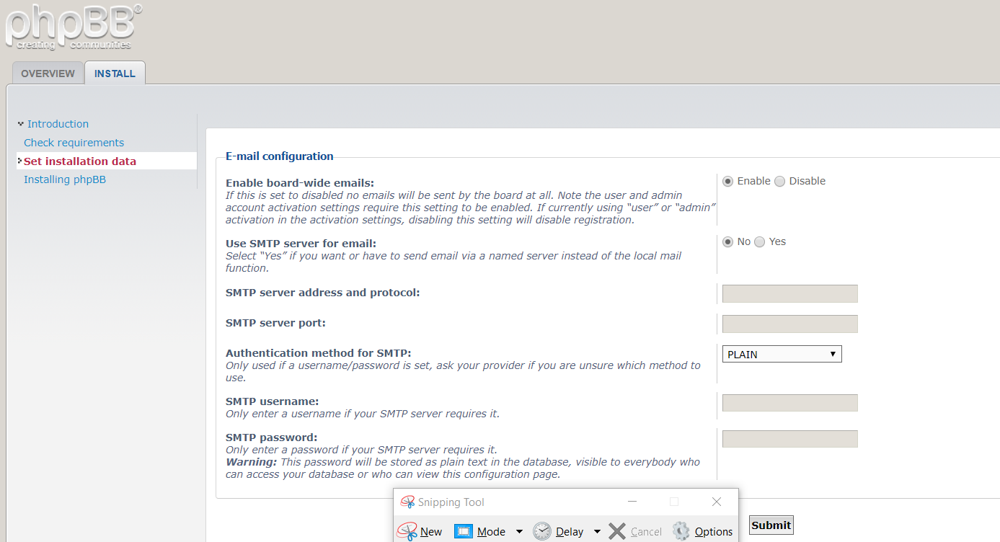 phpBB®
creating communities
OVERVIEW
INSTALL
Introduction
Check requirements
Set installation data
Installing phpBB
E-mail configuration
Enable board-wide emails:
If this is set to disabled no emails will be sent by the board at all. Note the user and admin
account activation settings require this setting to be enabled. If currently using “user” or “admin”
activation in the activation settings, disabling this setting will disable registration.
Enable Disable
Use SMTP server for email:
Select “Yes” if you want or have to send email via a named server instead of the local mail
function.
No Yes
SMTP server address and protocol:
SMTP server port:
Authentication method for SMTP:
Only used if a username/password is set, ask your provider if you are unsure which method to
use.
PLAIN
SMTP username:
Only enter a username if your SMTP server requires it.
SMTP password:
Only enter a password if your SMTP server requires it.
Warning: This password will be stored as plain text in the database, visible to everybody who
can access your database or who can view this configuration page.
Snipping Tool
New Mode Delay Cancel Options
Submit